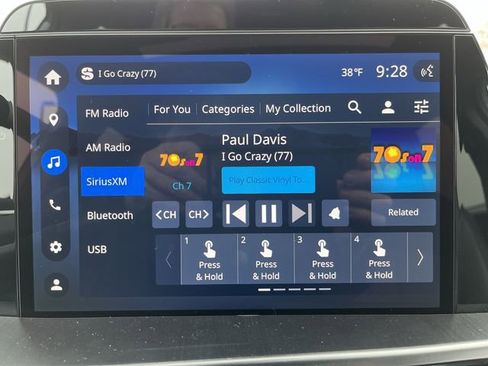 I Go Crazy (77)
38°F
9:28
FM Radio
For You
Categories
My Collection
AM Radio
70s on 7
Paul Davis
I Go Crazy (77)
70s on 7
SiriusXM
Ch 7
Play Classic Vinyl To...
Bluetooth
<CH
CH>
Related
USB
1
Press
& Hold
2
Press
& Hold
3
Press
& Hold
4
Press
& Hold